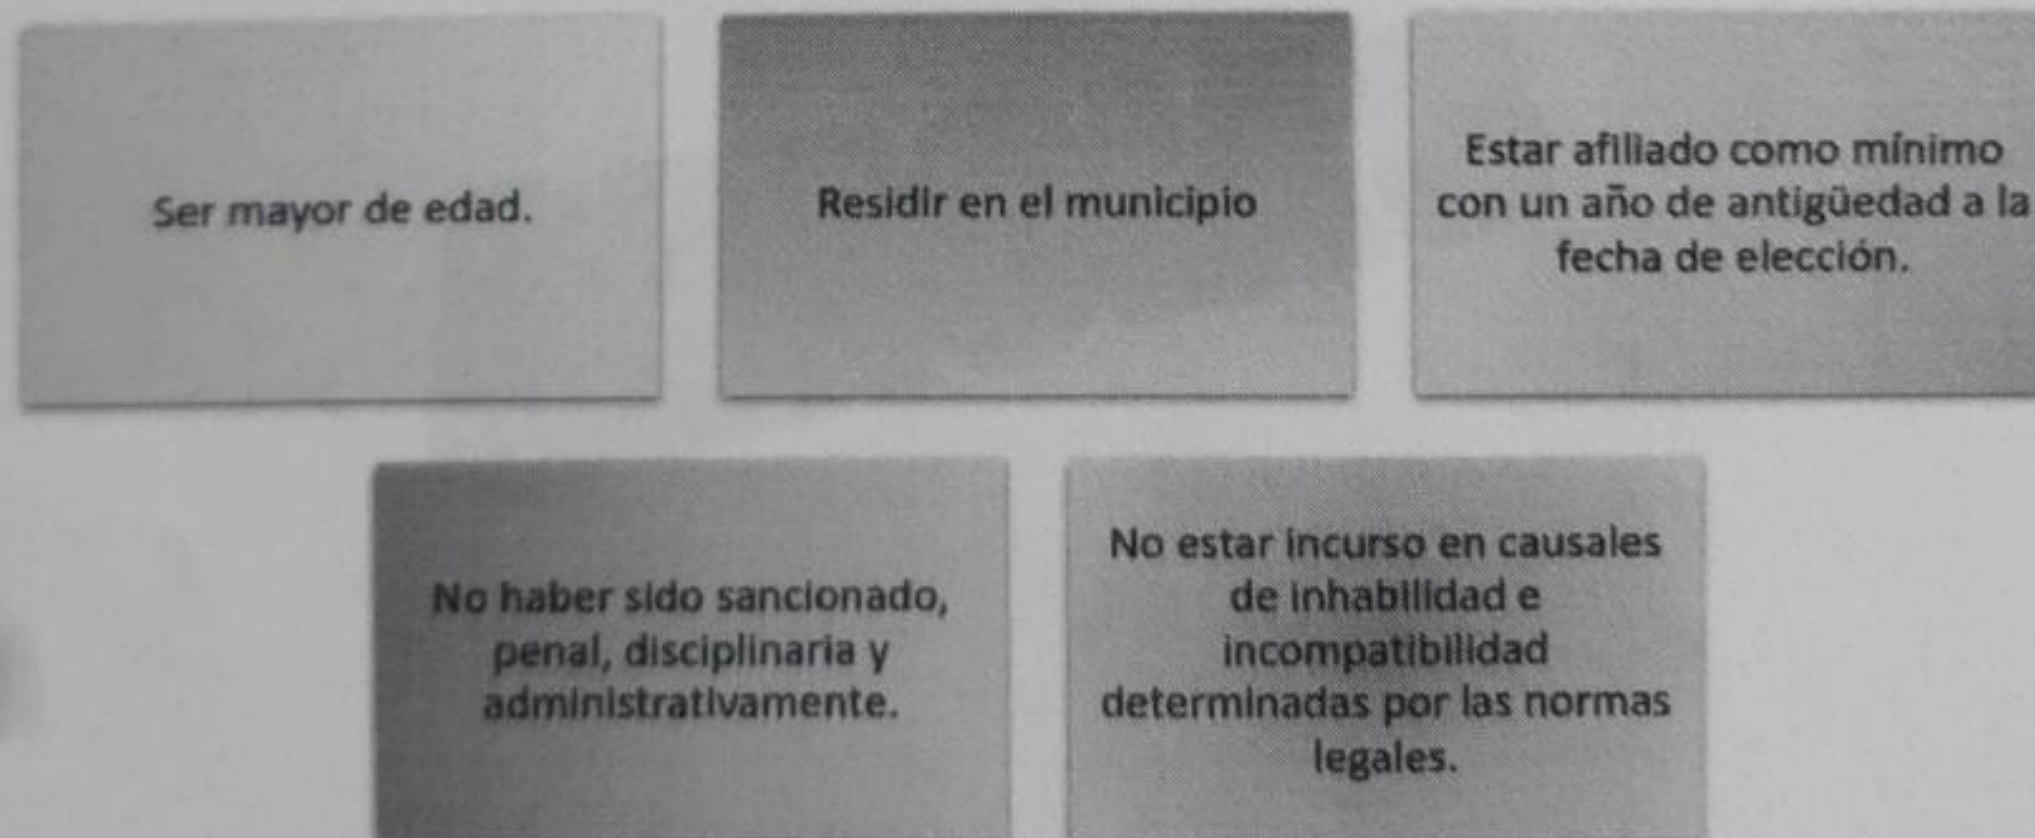 Ser mayor de edad.
Residir en el municipio
Estar afiliado como mínimo
con un año de antigüedad a la
fecha de elección.
No haber sido sancionado,
penal, disciplinaria y
administrativamente.
No estar incurso en causales
de inhabilidad e
incompatibilidad
determinadas por las normas
legales.